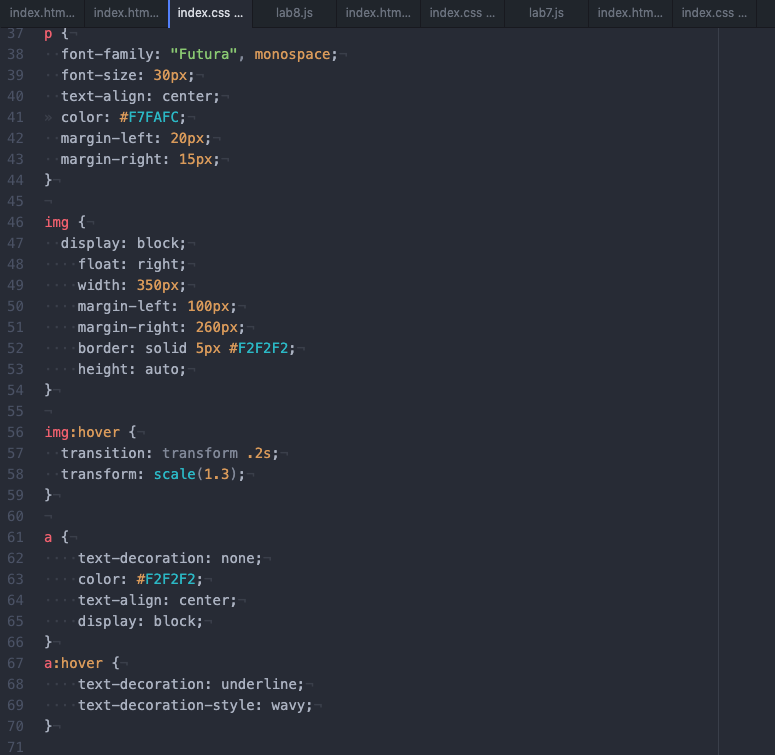 index.htm... index.htm... index.css ... lab8.js index.htm... index.css ... lab7.js index.htm... index.css ...
37 p {¬
38 ··font-family: "Futura", monospace;¬
39 ··font-size: 30px;¬
40 ··text-align: center;¬
41 » color: #F7FAFC;¬
42 ··margin-left: 20px;¬
43 ··margin-right: 15px;¬
44 }¬
45 ¬
46 img {¬
47 ··display: block;¬
48 ····float: right;¬
49 ····width: 350px;¬
50 ····margin-left: 100px;¬
51 ····margin-right: 260px;¬
52 ····border: solid 5px #F2F2F2;¬
53 ····height: auto;¬
54 }¬
55 ¬
56 img:hover {¬
57 ··transition: transform .2s;¬
58 ··transform: scale(1.3);¬
59 }¬
60 ¬
61 a {¬
62 ····text-decoration: none;¬
63 ····color: #F2F2F2;¬
64 ····text-align: center;¬
65 ····display: block;¬
66 }¬
67 a:hover {¬
68 ····text-decoration: underline;¬
69 ····text-decoration-style: wavy;¬
70 }¬
71